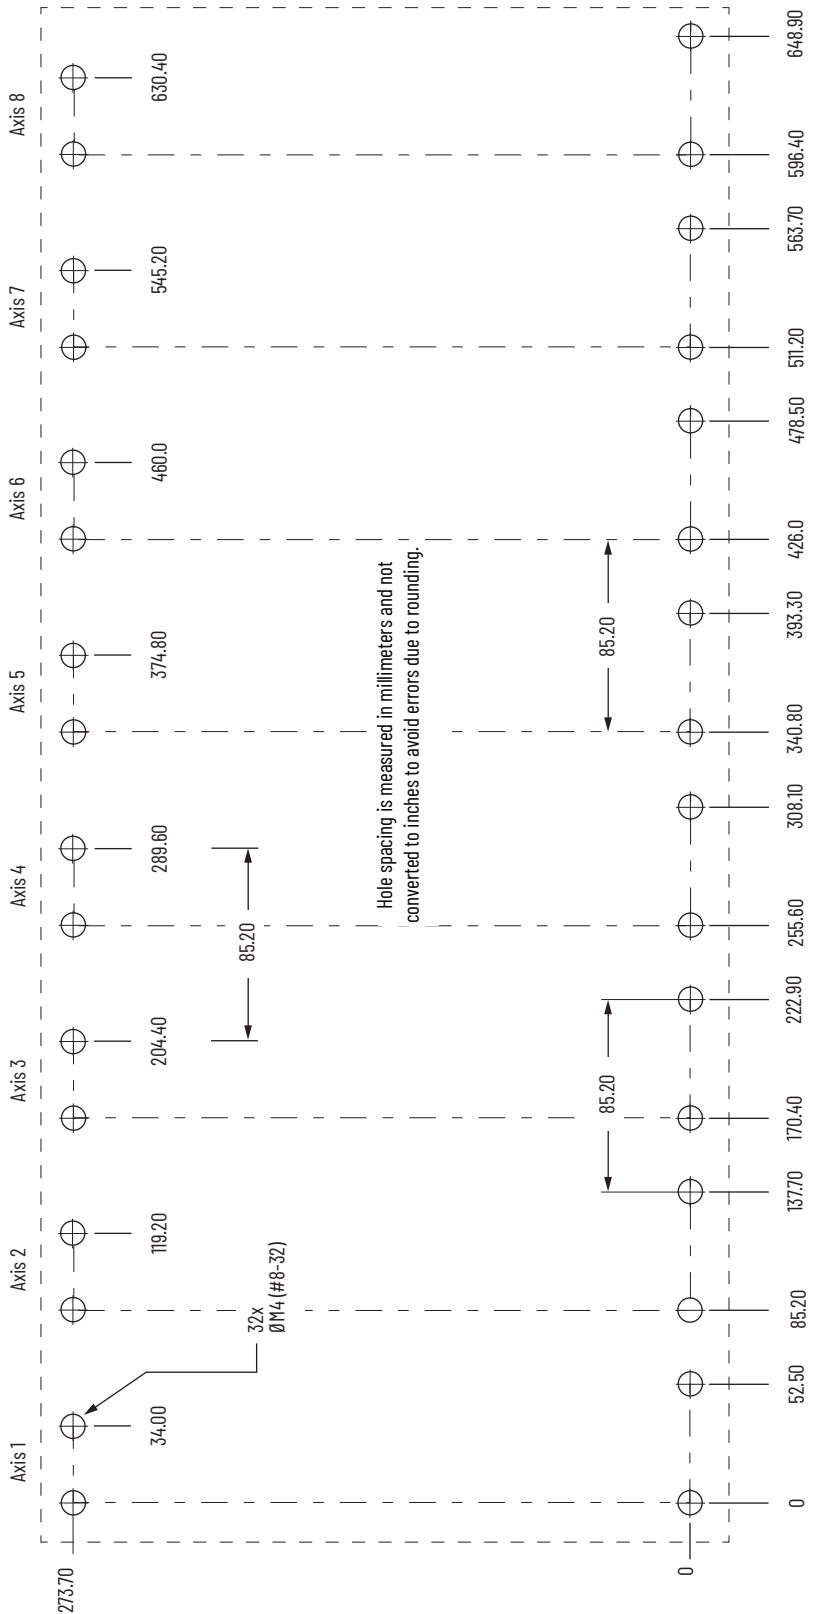 Axis 1
Axis 2
Axis 3
Axis 4
Axis 5
Axis 6
Axis 7
Axis 8
273.70
34.00
119.20
204.40
289.60
374.80
460.0
545.20
630.40
85.20
32x
ØM4 (#8-32)
Hole spacing is measured in millimeters and not
converted to inches to avoid errors due to rounding.
85.20
85.20
0
0
52.50
85.20
137.70
170.40
222.90
255.60
308.10
340.80
393.30
426.0
478.50
511.20
563.70
596.40
648.90